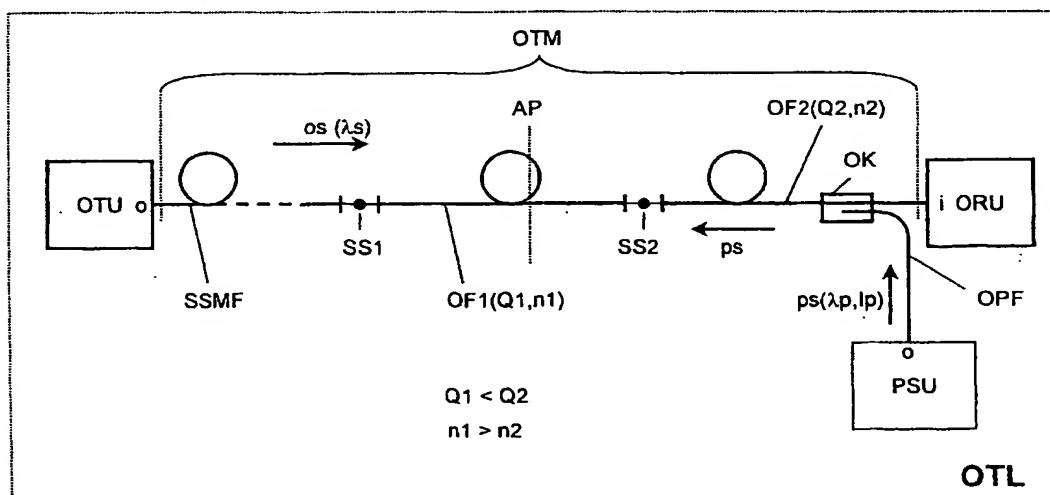 OTM
AP
OF2(Q2,n2)
os (λs)
OK
OTU o
i ORU
SS1
SS2
ps
SSMF
OF1(Q1,n1)
ps(λp,Ip)
OPF
o
PSU
Q1 < Q2
n1 > n2
OTL